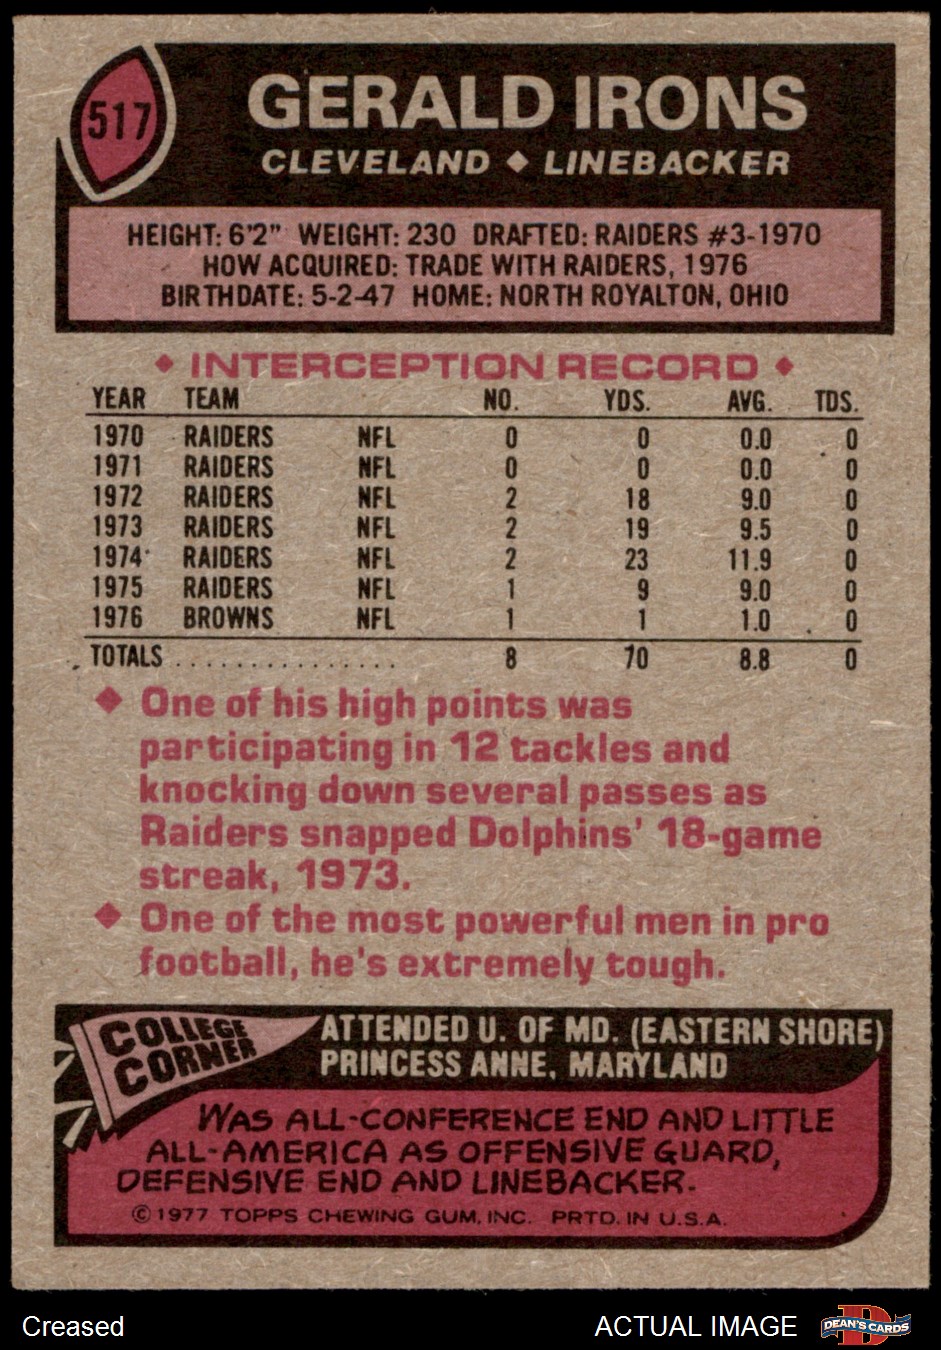 517
GERALD IRONS
CLEVELAND ◆ LINEBACKER
HEIGHT: 6'2" WEIGHT: 230 DRAFTED: RAIDERS #3-1970
HOW ACQUIRED: TRADE WITH RAIDERS, 1976
BIRTHDATE: 5-2-47 HOME: NORTH ROYALTON, OHIO
◆ INTERCEPTION RECORD ◆
YEAR TEAM NO. YDS. AVG. TDS.
1970 RAIDERS NFL 0 0 0.0 0
1971 RAIDERS NFL 0 0 0.0 0
1972 RAIDERS NFL 2 18 9.0 0
1973 RAIDERS NFL 2 19 9.5 0
1974 RAIDERS NFL 2 23 11.9 0
1975 RAIDERS NFL 1 9 9.0 0
1976 BROWNS NFL 1 1 1.0 0
TOTALS ................ 8 70 8.8 0
◆ One of his high points was
participating in 12 tackles and
knocking down several passes as
Raiders snapped Dolphins' 18-game
streak, 1973.
◆ One of the most powerful men in pro
football, he's extremely tough.
COLLEGE
CORNER
ATTENDED U. OF MD. (EASTERN SHORE)
PRINCESS ANNE, MARYLAND
WAS ALL-CONFERENCE END AND LITTLE
ALL-AMERICA AS OFFENSIVE GUARD,
DEFENSIVE END AND LINEBACKER.
© 1977 TOPPS CHEWING GUM, INC. PRTD. IN U.S.A.
Creased
ACTUAL IMAGE
D
DEAN'S CARDS